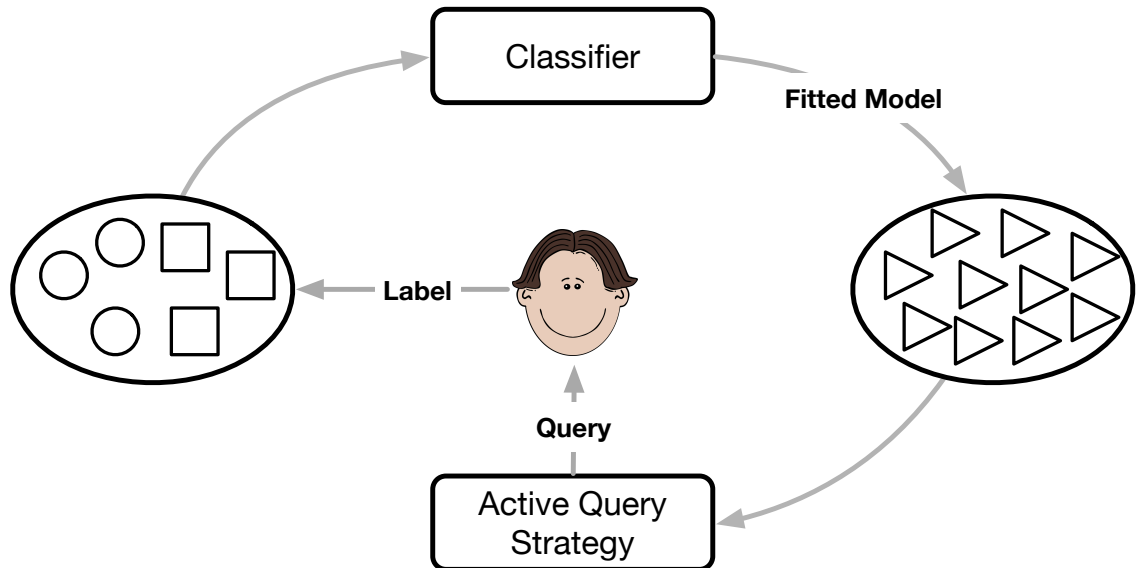 Classifier
Fitted Model
Label
Query
Active Query
Strategy